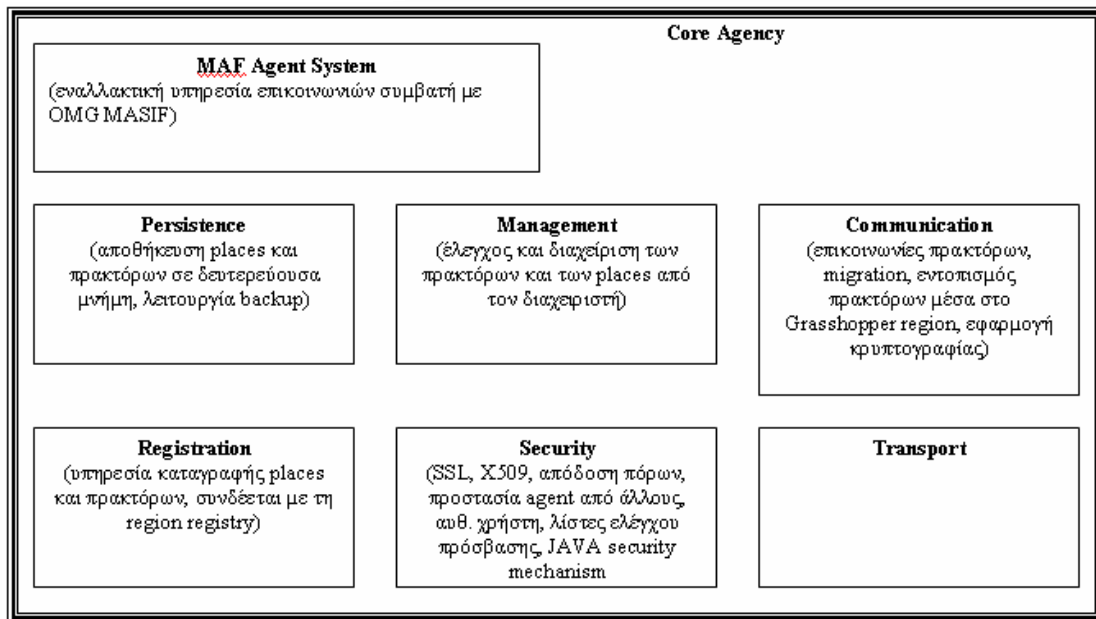 Core Agency
MAF Agent System
(εναλλακτική υπηρεσία επικοινωνιών συμβατή με
OMG MASIF)
Persistence
(αποθήκευση places και
πρακτόρων σε δευτερεύουσα
μνήμη, λειτουργία backup)
Management
(έλεγχος και διαχείριση των
πρακτόρων και των places από
τον διαχειριστή)
Communication
(επικοινωνίες πρακτόρων,
migration, εντοπισμός
πρακτόρων μέσα στο
Grasshopper region, εφαρμογή
κρυπτογραφίας)
Registration
(υπηρεσία καταγραφής places
και πρακτόρων, συνδέεται με τη
region registry)
Security
(SSL, X509, απόδοση πόρων,
προστασία agent από άλλους,
αυθ. χρήστη, λίστες ελέγχου
πρόσβασης, JAVA security
mechanism
Transport